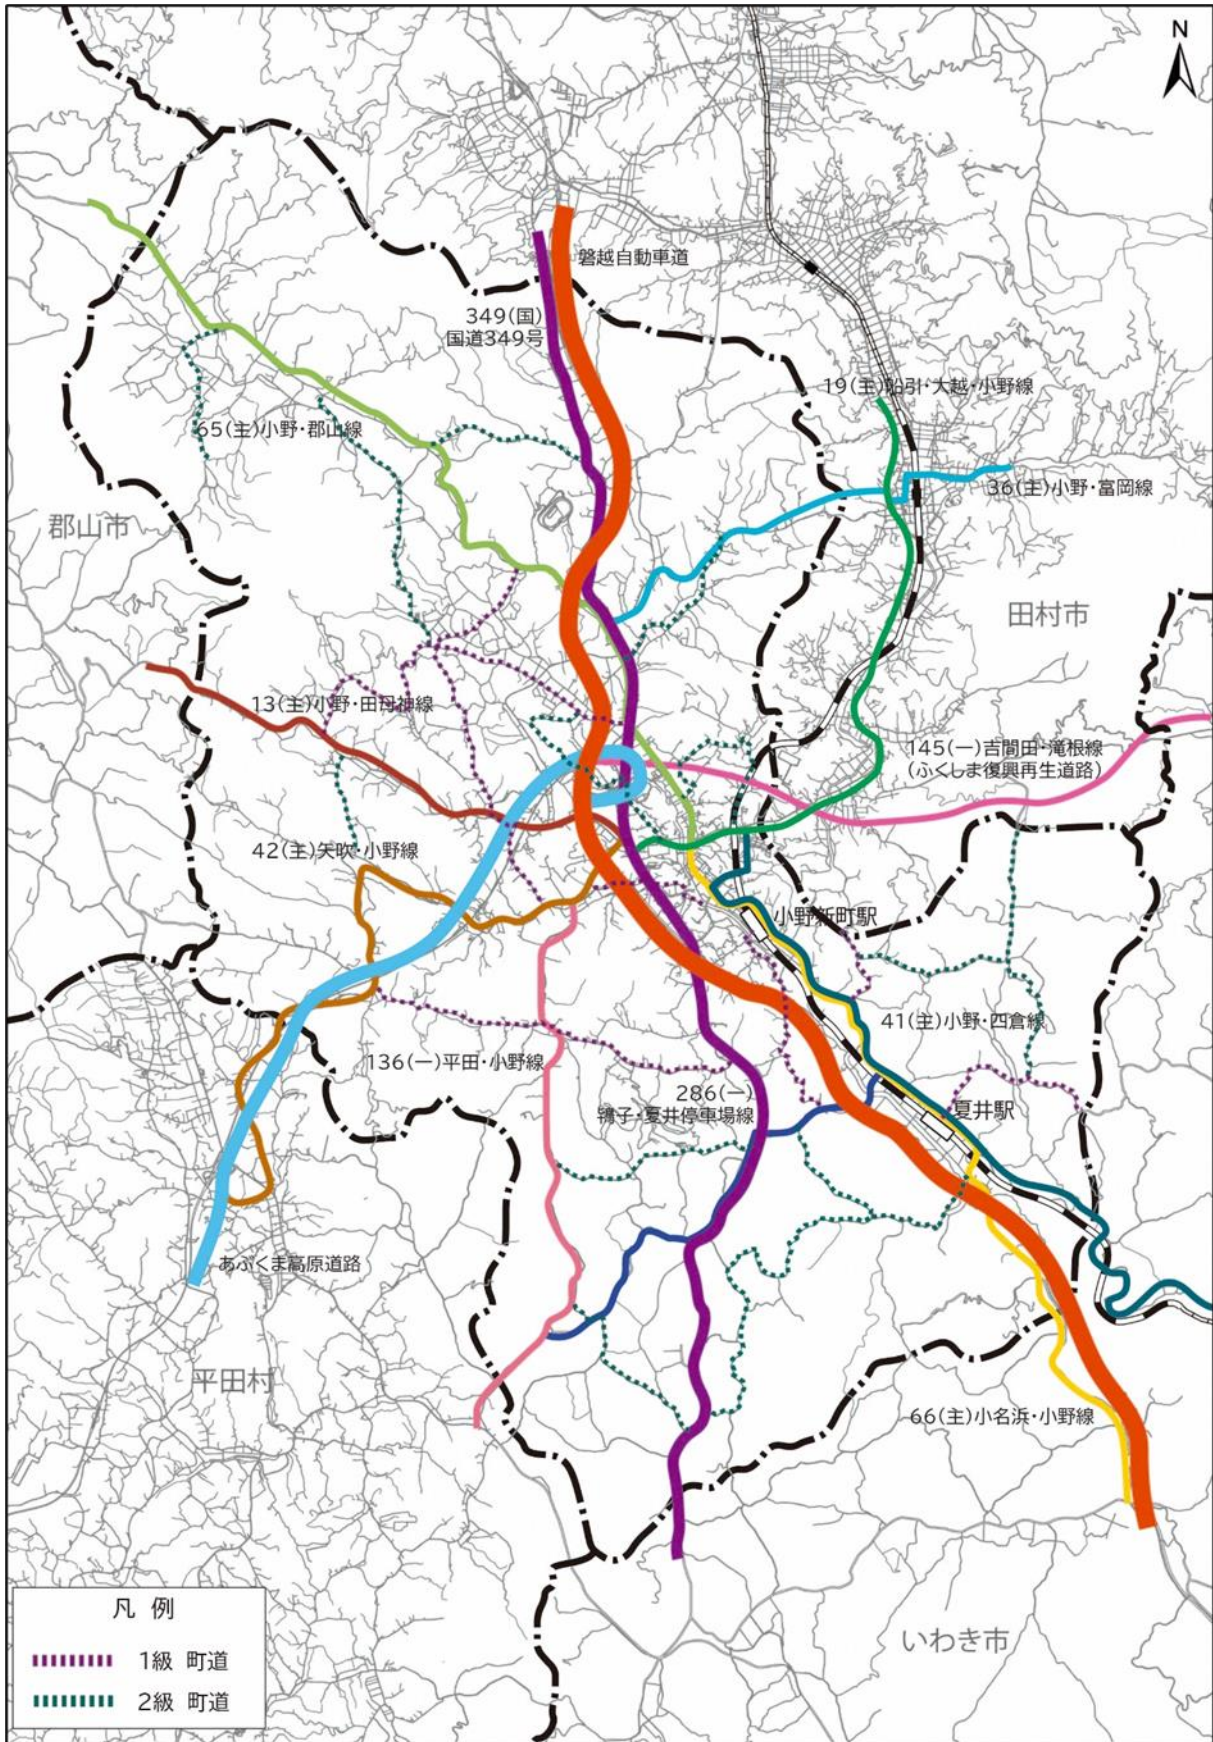 N
磐越自動車道
349(国)
国道349号
19(主)船引・大越・小野線
65(主)小野・郡山線
36(主)小野・富岡線
郡山市
田村市
13(主)小野・田母神線
145(一)吉間田・滝根線
(ふくしま復興再生道路)
42(主)矢吹・小野線
小野新町駅
41(主)小野・四倉線
136(一)平田・小野線
286(一)
鴇子・夏井停車場線
夏井駅
あぶくま高原道路
平田村
66(主)小名浜・小野線
いわき市
凡 例
1級 町道
2級 町道